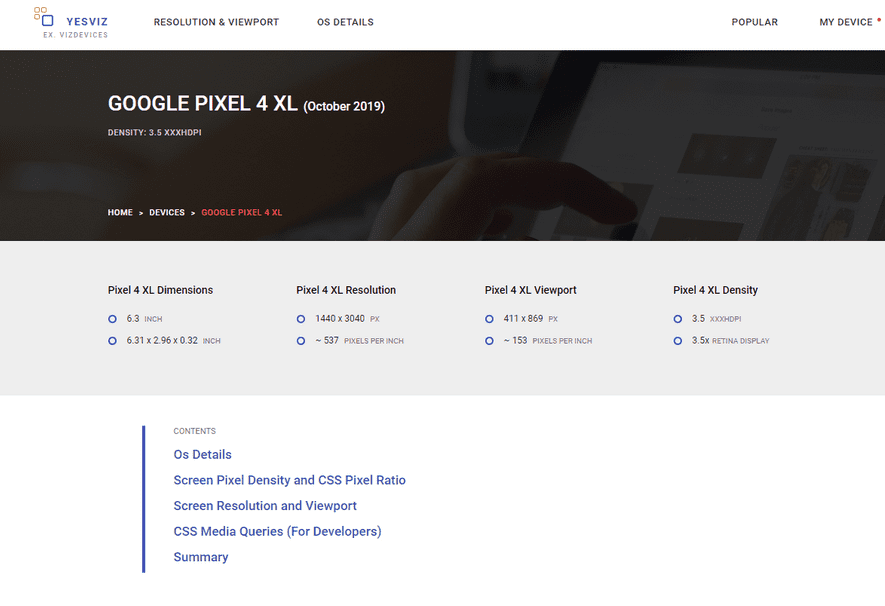 YESVIZ
EX. VIZDEVICES
RESOLUTION & VIEWPORT
OS DETAILS
POPULAR
MY DEVICE
GOOGLE PIXEL 4 XL (October 2019)
DENSITY: 3.5 XXXHDPI
HOME > DEVICES > GOOGLE PIXEL 4 XL
Pixel 4 XL Dimensions
6.3 INCH
6.31 x 2.96 x 0.32 INCH
Pixel 4 XL Resolution
1440 x 3040 PX
~ 537 PIXELS PER INCH
Pixel 4 XL Viewport
411 x 869 PX
~ 153 PIXELS PER INCH
Pixel 4 XL Density
3.5 XXXHDPI
3.5x RETINA DISPLAY
CONTENTS
Os Details
Screen Pixel Density and CSS Pixel Ratio
Screen Resolution and Viewport
CSS Media Queries (For Developers)
Summary